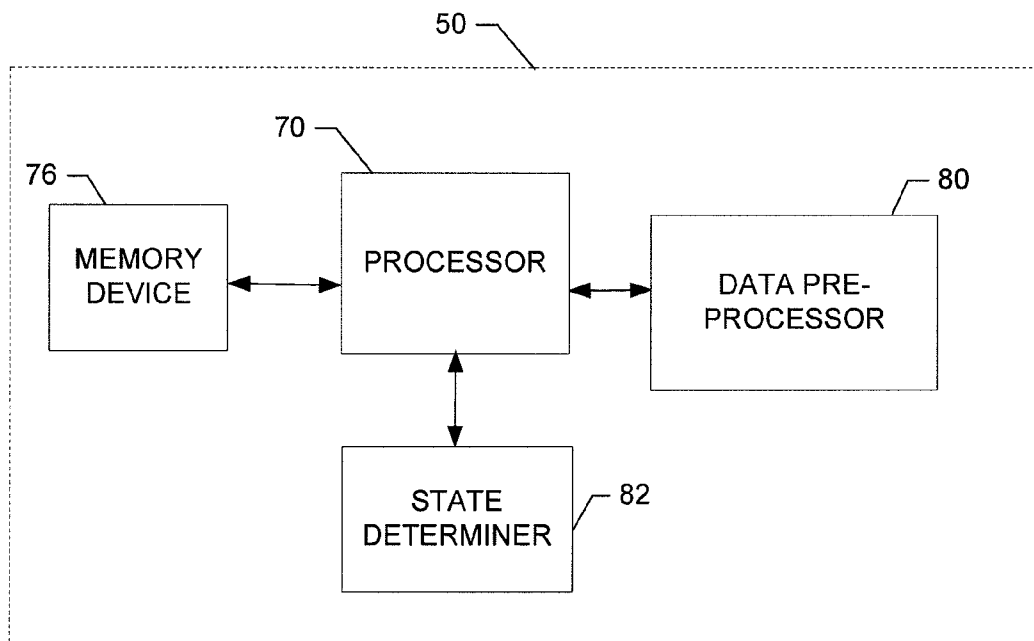 50
70
76
80
MEMORY
DEVICE
PROCESSOR
DATA PRE-
PROCESSOR
STATE
DETERMINER
82